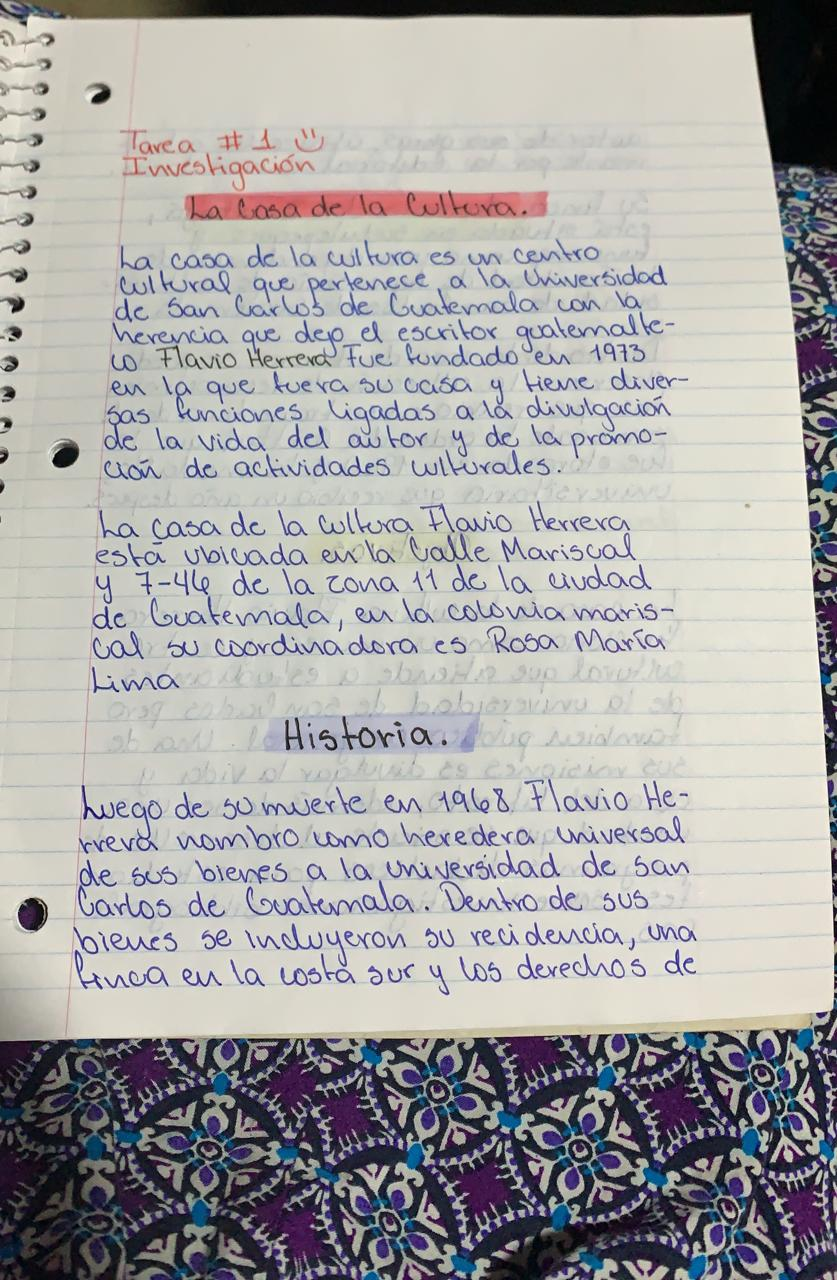 Tarea # 1 :)
Investigación
La Casa de la Cultura.
La casa de la cultura es un centro
cultural que pertenece a la Universidad
de San Carlos de Guatemala con la
herencia que dejo el escritor guatemalte-
co Flavio Herrera Fue fundado en 1973
en la que fuera su casa y tiene diver-
sas funciones ligadas a la divulgación
de la vida del autor y de la promo-
ción de actividades culturales.
La casa de la cultura Flavio Herrera
está ubicada en la Calle Mariscal
y 7-46 de la zona 11 de la ciudad
de Guatemala, en la colonia maris-
cal su coordinadora es Rosa María
Lima
Historia.
Luego de su muerte en 1968 Flavio He-
rrera nombro como heredera universal
de sus bienes a la universidad de San
Carlos de Guatemala. Dentro de sus
bienes se incluyeron su recidencia, una
finca en la costa sur y los derechos de